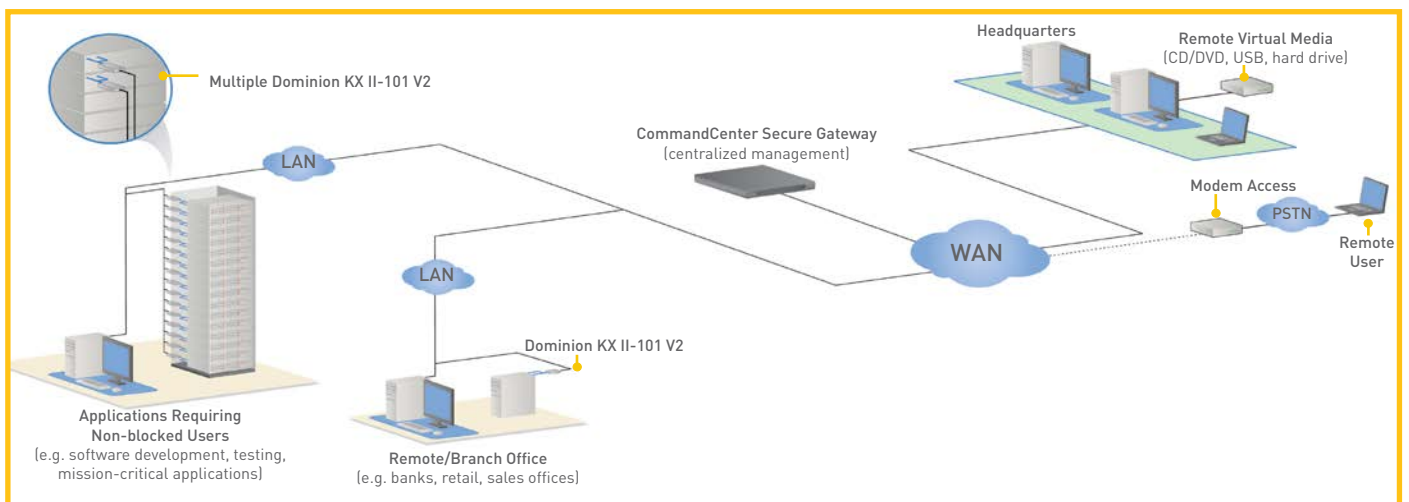 Headquarters
Remote Virtual Media
(CD/DVD, USB, hard drive)
Multiple Dominion KX II-101 V2
CommandCenter Secure Gateway
(centralized management)
LAN
Modem Access
PSTN
Remote
User
WAN
LAN
Dominion KX II-101 V2
Applications Requiring
Non-blocked Users
(e.g. software development, testing,
mission-critical applications)
Remote/Branch Office
(e.g. banks, retail, sales offices)